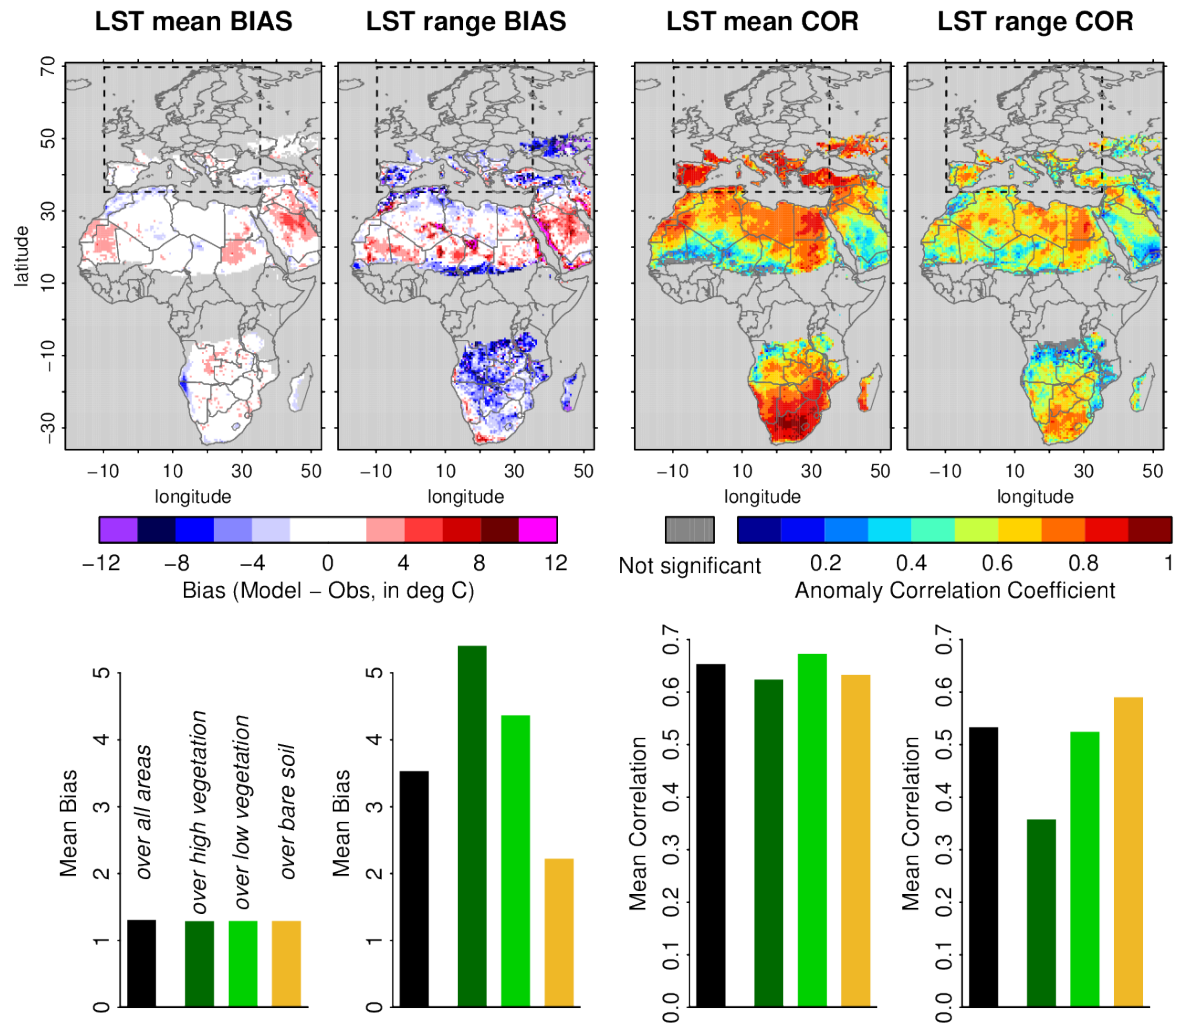 LST mean BIAS LST range BIAS LST mean COR LST range COR
70
50
30
10
−10
−30
latitude
−10 10 30 50 −10 10 30 50 −10 10 30 50 −10 10 30 50
longitude longitude longitude longitude
−12 −8 −4 0 4 8 12
Bias (Model − Obs, in deg C)
Not significant
0.2 0.4 0.6 0.8 1
Anomaly Correlation Coefficient
Mean Bias
0 1 2 3 4 5
over all areas
over high vegetation
over low vegetation
over bare soil
Mean Bias
0 1 2 3 4 5
Mean Correlation
0.0 0.1 0.2 0.3 0.4 0.5 0.6 0.7
Mean Correlation
0.0 0.1 0.2 0.3 0.4 0.5 0.6 0.7